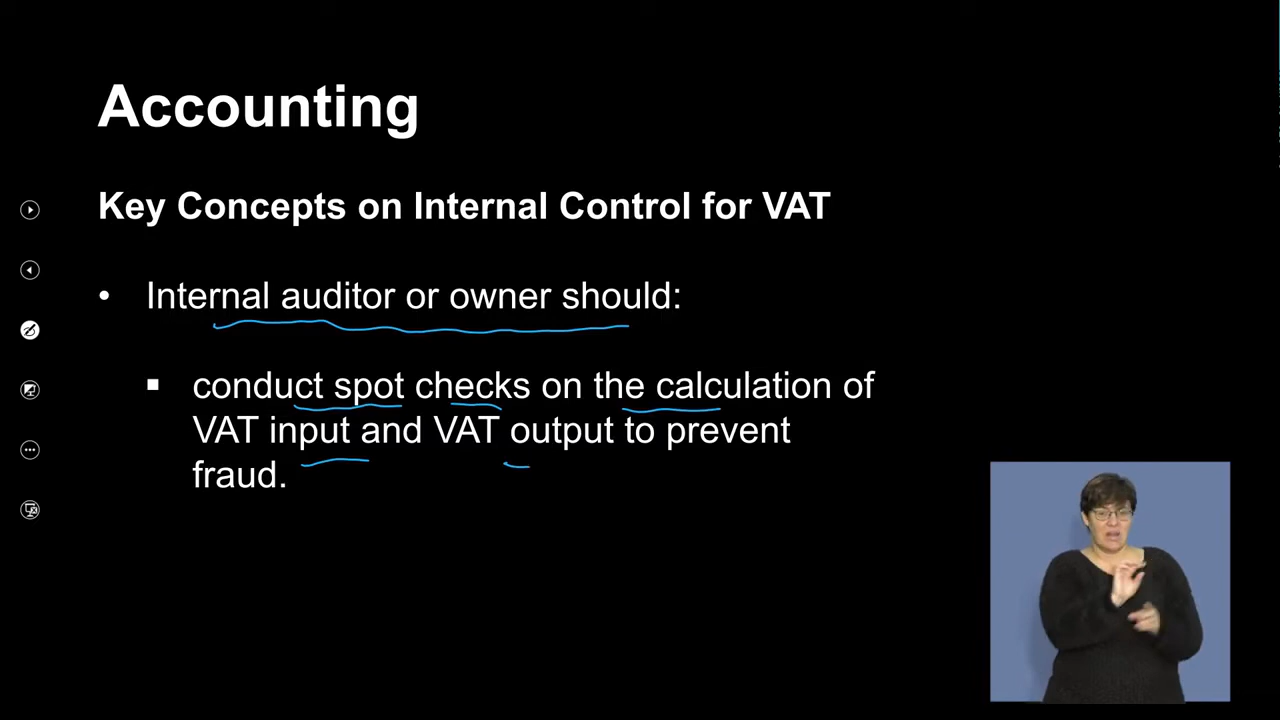 Accounting
Key Concepts on Internal Control for VAT
• Internal auditor or owner should:
▪ conduct spot checks on the calculation of
VAT input and VAT output to prevent
fraud.